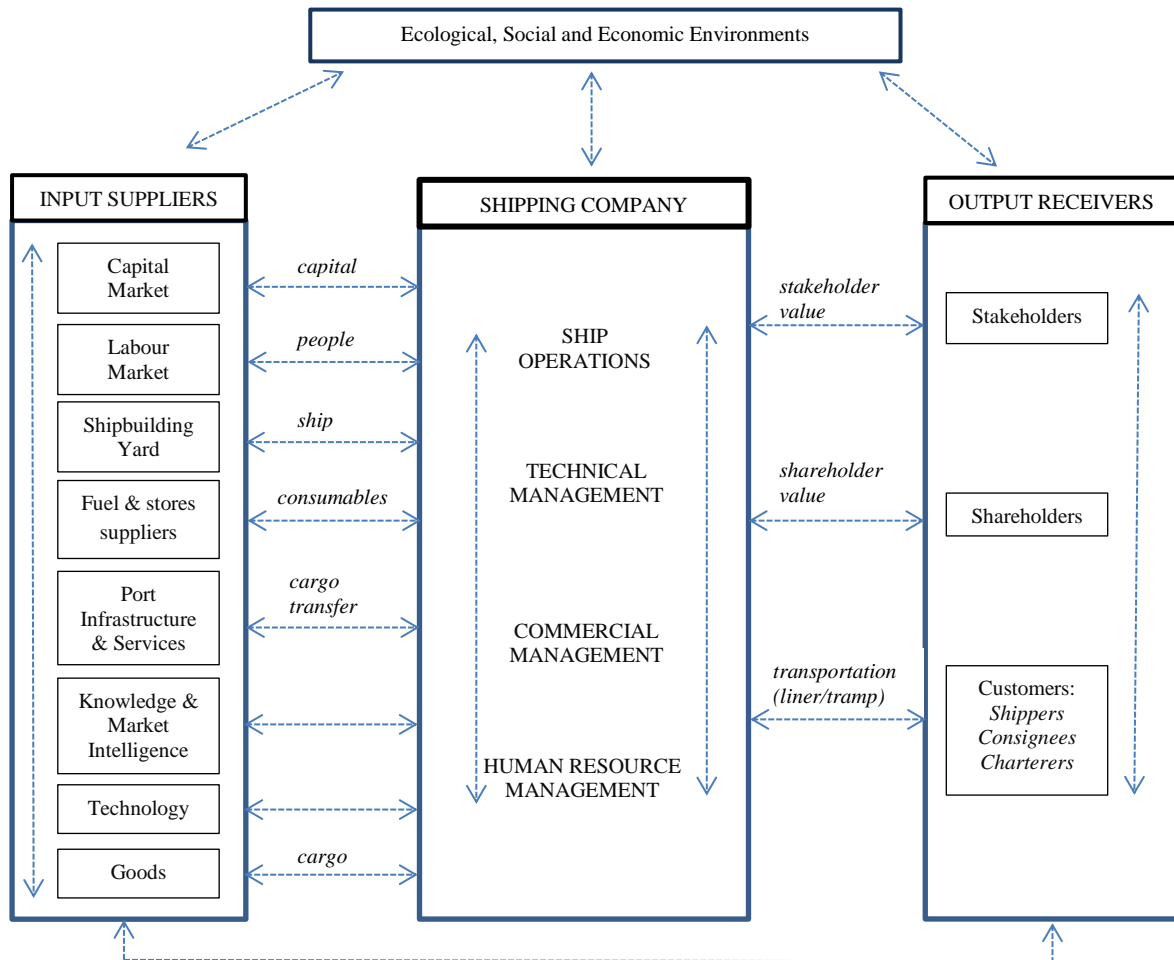 Ecological, Social and Economic Environments
INPUT SUPPLIERS
SHIPPING COMPANY
OUTPUT RECEIVERS
Capital
Market
Labour
Market
Shipbuilding
Yard
Fuel & stores
suppliers
Port
Infrastructure
& Services
Knowledge &
Market
Intelligence
Technology
Goods
capital
people
ship
consumables
cargo
transfer
cargo
SHIP
OPERATIONS
TECHNICAL
MANAGEMENT
COMMERCIAL
MANAGEMENT
HUMAN RESOURCE
MANAGEMENT
stakeholder
value
shareholder
value
transportation
(liner/tramp)
Stakeholders
Shareholders
Customers:
Shippers
Consignees
Charterers